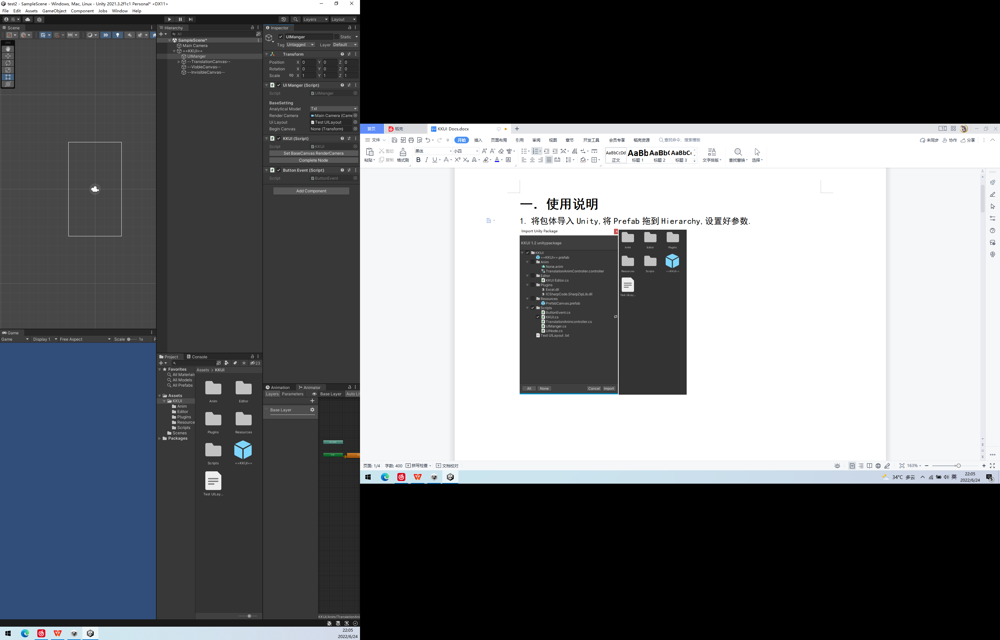 test2 - SampleScene - Windows, Mac, Linux - Unity 2021.3.2f1c1 Personal* <DX11>
File Edit Assets GameObject Component Jobs Window Help
Layers Layout
Scene
2D
Hierarchy
All
SampleScene*
Main Camera
==KKUI==
UIManger
--TranslationCanvas--
--VisbleCanvas--
--InvisibleCanvas--
Inspector
UIManger Static
Tag Untagged Layer Default
Transform
Position X 0 Y 0 Z 0
Rotation X 0 Y 0 Z 0
Scale X 1 Y 1 Z 1
UI Manger (Script)
Script UIManger
BaseSetting
Analytical Model Txt
Render Camera Main Camera (Came
Ui Layout Test UILayout
Begin Canvas None (Transform)
KKUI (Script)
Script KKUI
Set BaseCanvas RenderCamera
Complete Node
Button Event (Script)
Script ButtonEvent
Add Component
Game
Game Display 1 Free Aspect Scale 1x P
Project Console
23
Favorites
All Materials
All Models
All Prefabs
Assets
KKUI
Anim
Editor
Plugins
Resource
Scripts
Scenes
Packages
Assets > KKUI
Anim Editor
Plugins Resources
Scripts ==KKUI==
Test UILay...
Animation Animator
Layers Parameters Base Layer Auto Li
Base Layer
KKUI/Anim/TranslationAni
22:05
2022/6/24
首页 稻壳 KKUI Docs.docx
文件 开始 插入 页面布局 引用 审阅 视图 章节 开发工具 会员专享 稻壳资源 查找命令、搜索模板 未同步 协作 分享
粘贴 剪切 复制 格式刷 黑体 小四
AaBbCcDd 正文
AaBb 标题 1
AaBb( 标题 2
AaBbC( 标题 3
文字排版 查找替换 选择
一. 使用说明
1. 将包体导入 Unity,将 Prefab 拖到 Hierarchy,设置好参数.
Import Unity Package
KKUI 1.2 unitypackage
KKUI
==KKUI==.prefab
Anim
None.anim
TranslationAnimController.controller
Editor
KKUI Editor.cs
Plugins
Excel.dll
ICSharpCode.SharpZipLib.dll
Resources
PrefabCanvas.prefab
Scripts
ButtonEvent.cs
KKUI.cs
TranslationAnimcontroller.cs
UIManger.cs
UiNode.cs
Test UILayout .txt
All None Cancel Import
Anim Editor Plugins
Resources Scripts ==KKUI==
Test UILay...
页面: 1/4 字数: 400 拼写检查 文档校对 163%
34°C 多云 英 22:05
2022/6/24 5